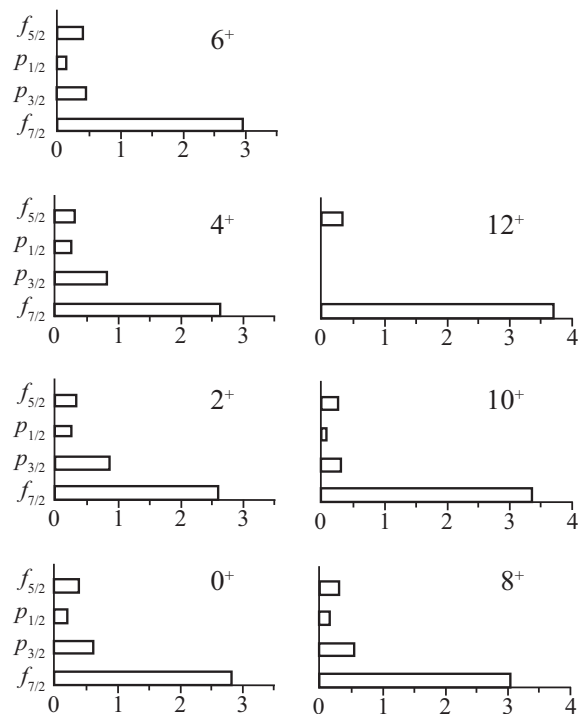 f5/2
6+
p1/2
p3/2
f7/2
0 1 2 3
f5/2
4+
p1/2
p3/2
f7/2
0 1 2 3
12+
0 1 2 3 4
f5/2
2+
p1/2
p3/2
f7/2
0 1 2 3
10+
0 1 2 3 4
f5/2
0+
p1/2
p3/2
f7/2
0 1 2 3
8+
0 1 2 3 4